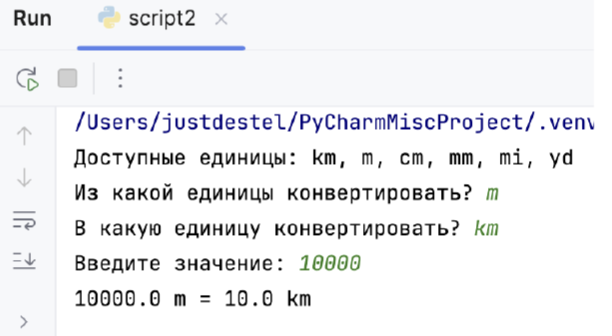 Run
script2
/Users/justdestel/PyCharmMiscProject/.venv
Доступные единицы: km, m, cm, mm, mi, yd
Из какой единицы конвертировать? m
В какую единицу конвертировать? km
Введите значение: 10000
10000.0 m = 10.0 km